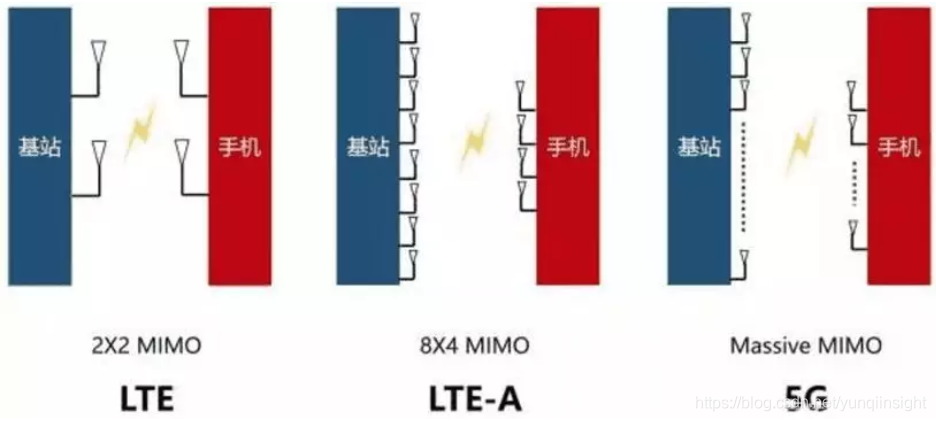 基站
手机
基站
手机
基站
手机
2X2 MIMO
8X4 MIMO
Massive MIMO
LTE
LTE-A
5G
https://blog.csdn.net/yunqiinsight